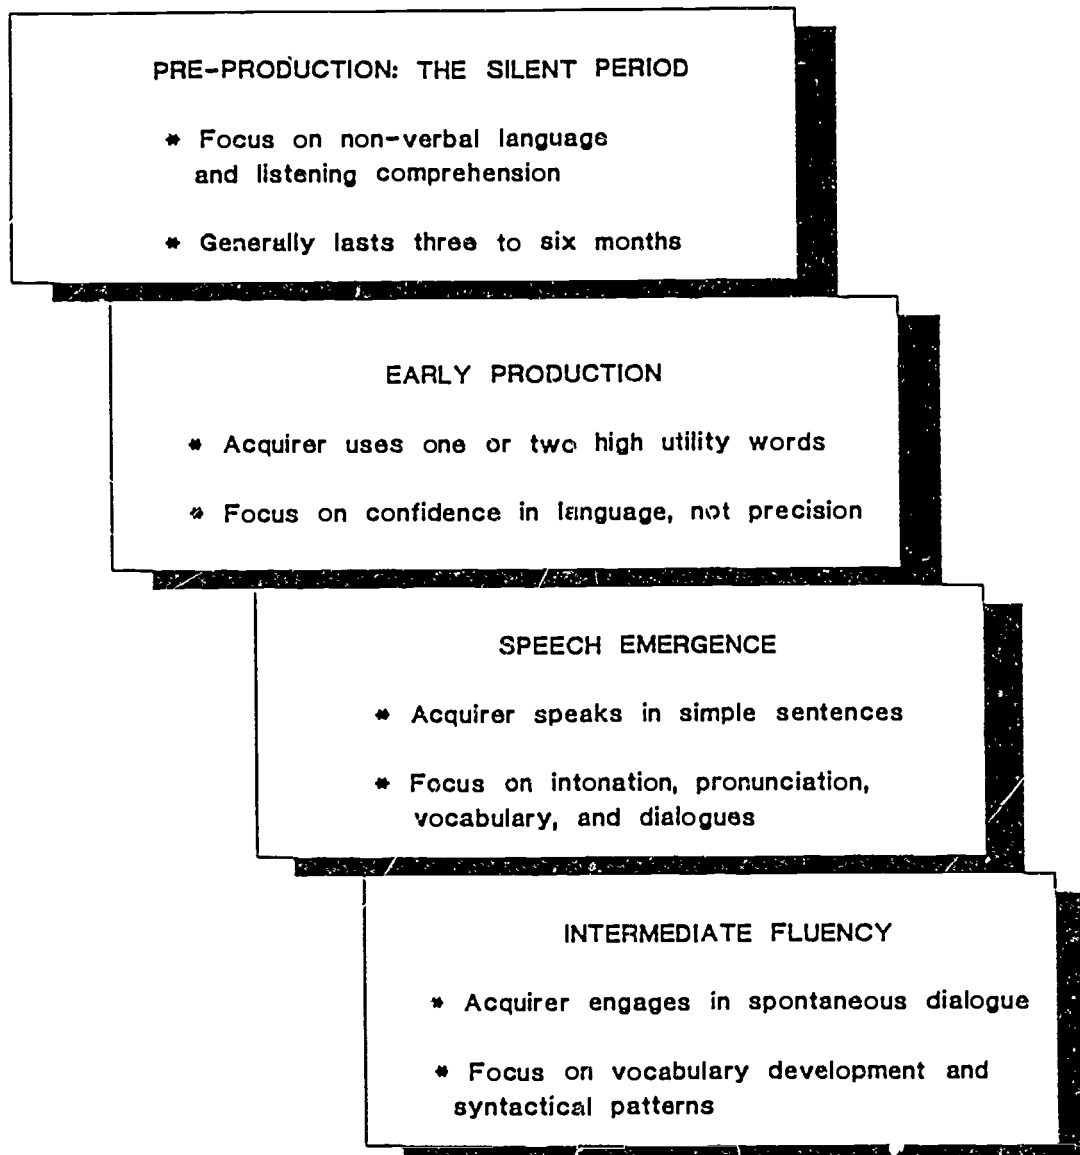 PRE-PRODUCTION: THE SILENT PERIOD
* Focus on non-verbal language
and listening comprehension
* Generally lasts three to six months
EARLY PRODUCTION
* Acquirer uses one or two high utility words
* Focus on confidence in language, not precision
SPEECH EMERGENCE
* Acquirer speaks in simple sentences
* Focus on intonation, pronunciation,
vocabulary, and dialogues
INTERMEDIATE FLUENCY
* Acquirer engages in spontaneous dialogue
* Focus on vocabulary development and
syntactical patterns